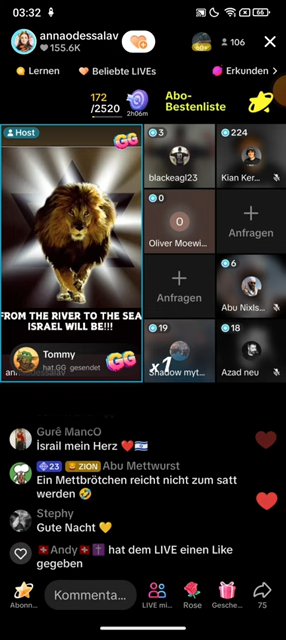 03:32
66
annaodessalav
155.6K
106
Lernen
Beliebte LIVEs
Erkunden
172
/2520
2h06m
Abo-
Bestenliste
Host
GG
3
blackeagl23
224
Kian Ker...
0
O
Oliver Moewi...
Anfragen
FROM THE RIVER TO THE SEA
ISRAEL WILL BE!!!
Anfragen
6
Abu Nixls...
Tommy
hat GG gesendet
GG
19
x1
18
Azad neu
Gurê MancO
İsrail mein Herz ❤️🇮🇱
23 ZION Abu Mettwurst
Ein Mettbrötchen reicht nicht zum satt
werden 🤣
Stephy
Gute Nacht 💛
🇨🇭Andy🇨🇭✝️ hat dem LIVE einen Like
gegeben
Abonn...
Kommenta...
LIVE mi...
Rose
Gesche...
75